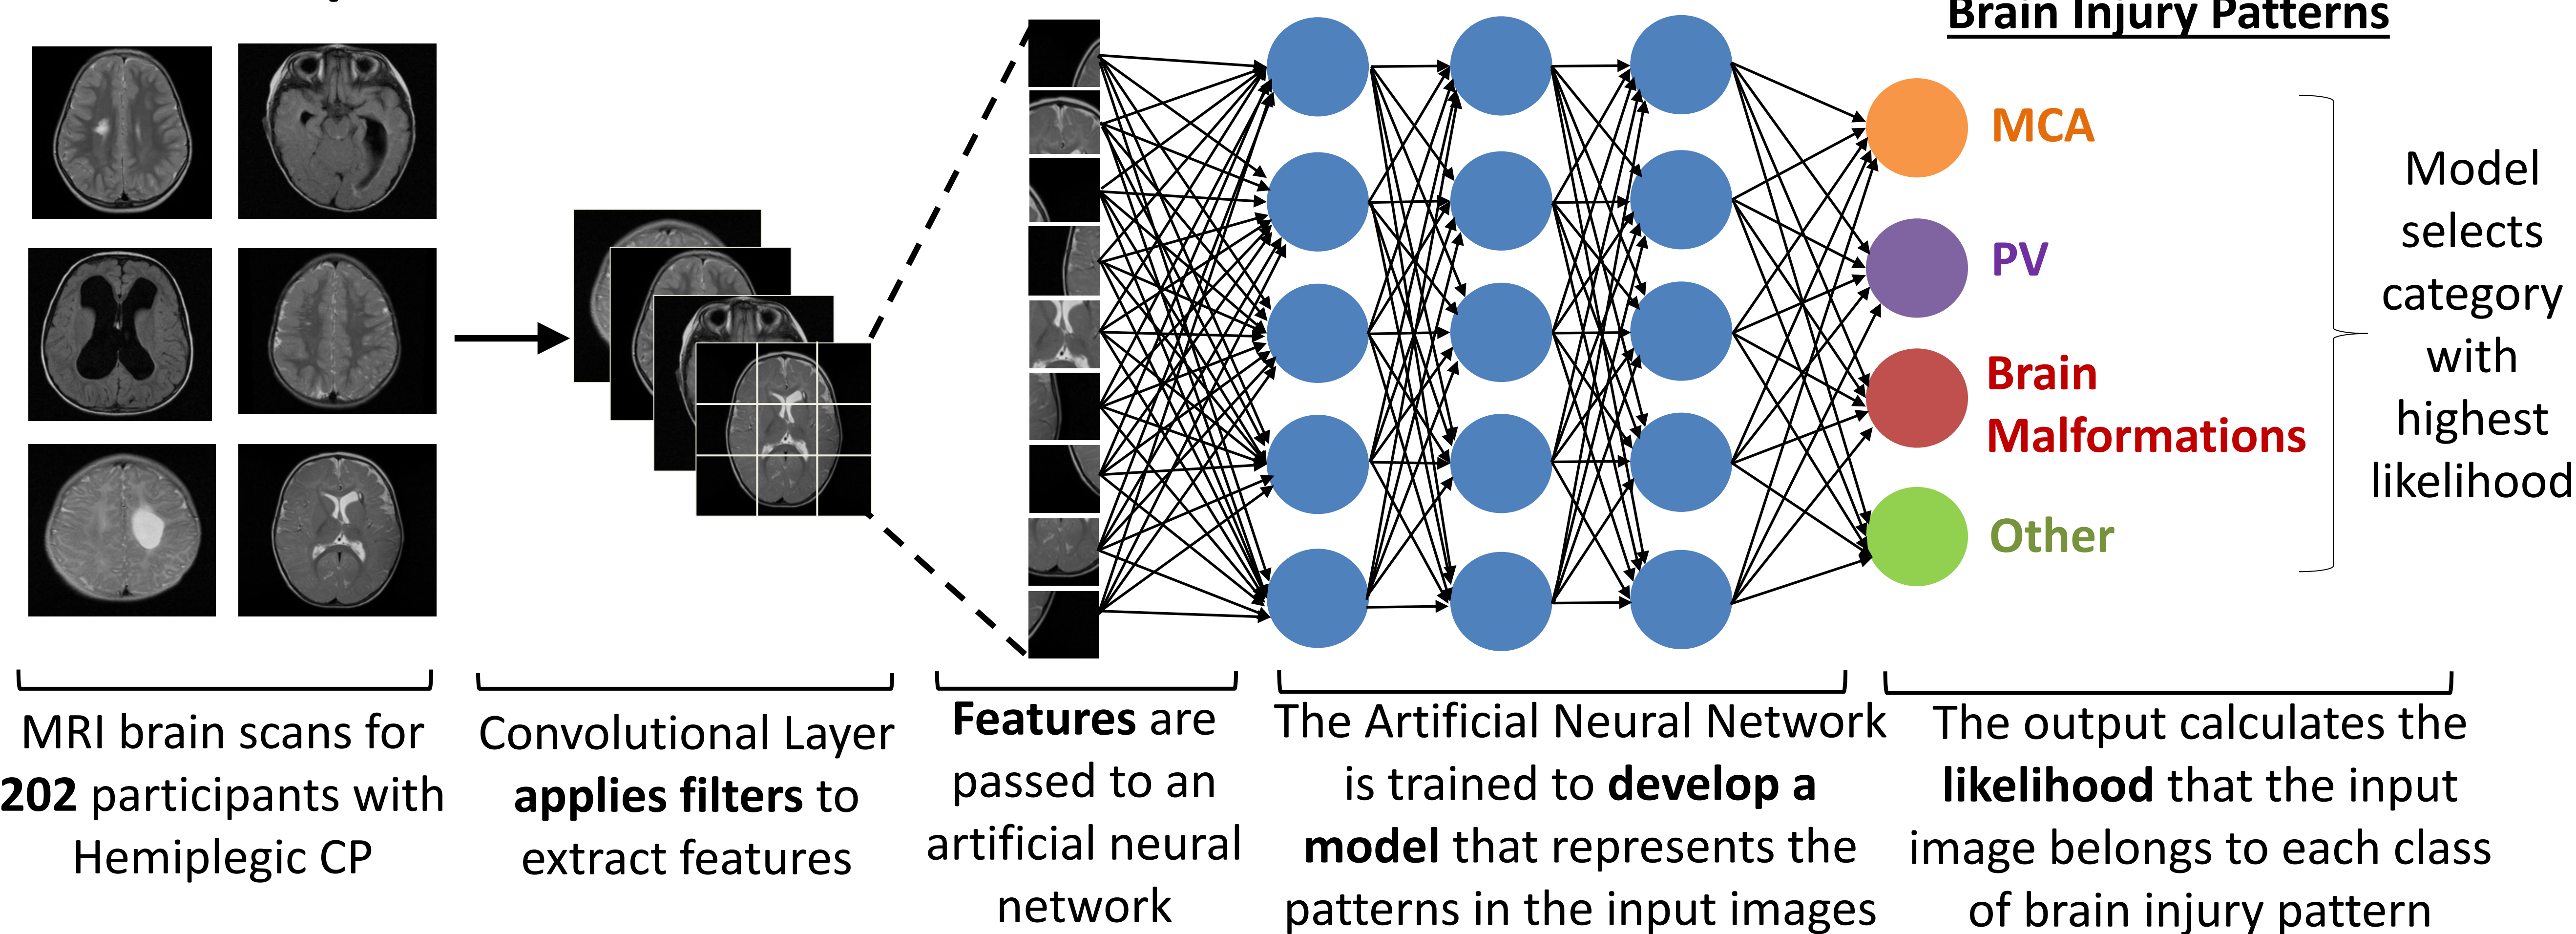 Brain Injury Patterns
MCA
PV
Brain
Malformations
Other
Model
selects
category
with
highest
likelihood
MRI brain scans for
202 participants with
Hemiplegic CP
Convolutional Layer
applies filters to
extract features
Features are
passed to an
artificial neural
network
The Artificial Neural Network
is trained to develop a
model that represents the
patterns in the input images
The output calculates the
likelihood that the input
image belongs to each class
of brain injury pattern